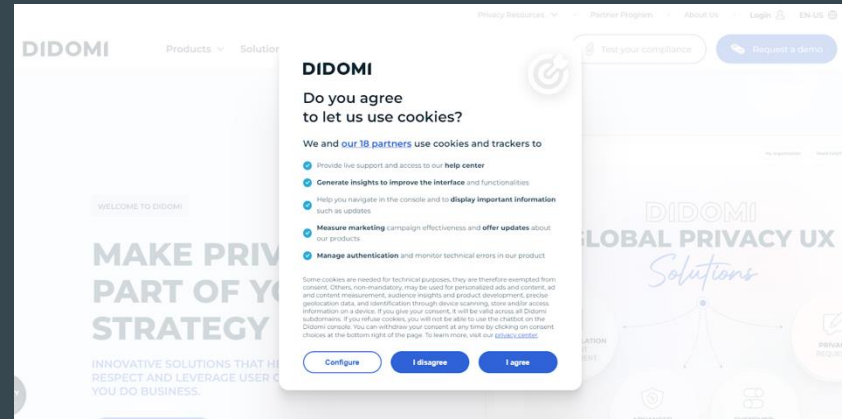 Privacy Resources
Partner Program
About Us
Login
EN-US
DIDOMI
Products
Solution
Test your compliance
Request a demo
DIDOMI
Do you agree
to let us use cookies?
We and our 18 partners use cookies and trackers to
Provide live support and access to our help center
Generate insights to improve the interface and functionalities
Help you navigate in the console and to display important information
such as updates
Measure marketing campaign effectiveness and offer updates about
our products
Manage authentication and monitor technical errors in our product
Some cookies are needed for technical purposes, they are therefore exempted from
consent. Others, non-mandatory, may be used for personalized ads and content, ad
and content measurement, audience insights and product development, precise
geolocation data, and identification through device scanning, store and/or access
information on a device. If you give your consent, it will be valid across all Didomi
subdomains. If you refuse cookies, you will not be able to use the chatbot on the
Didomi console. You can withdraw your consent at any time by clicking on consent
choices at the bottom right of the page. To learn more, visit our privacy center.
Configure
I disagree
I agree
WELCOME TO DIDOMI
MAKE PRIV
PART OF Y
STRATEGY
INNOVATIVE SOLUTIONS THAT HE
RESPECT AND LEVERAGE USER C
YOU DO BUSINESS.
DIDOMI
LOBAL PRIVACY UX
Solutions